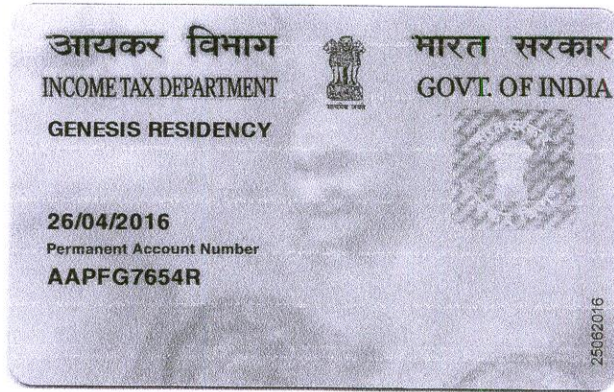 आयकर विभाग
भारत सरकार
INCOME TAX DEPARTMENT
GOVT. OF INDIA
GENESIS RESIDENCY
26/04/2016
Permanent Account Number
AAPFG7654R
25062016